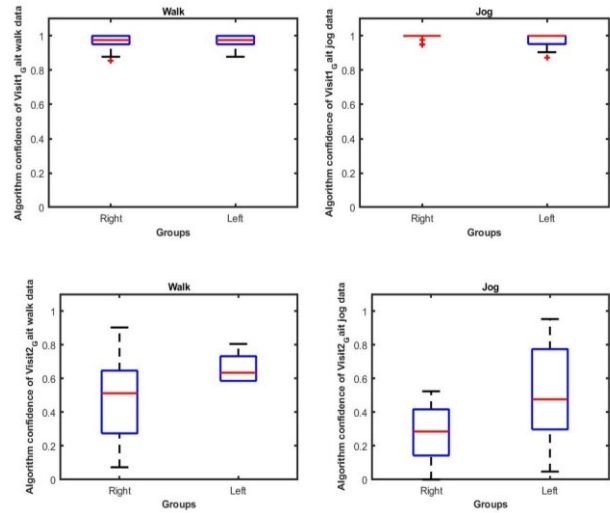 Walk
Algorithm confidence of Visit1_Gait walk data
1
0.8
0.6
0.4
0.2
0
Right
Left
Groups
Jog
Algorithm confidence of Visit1_Gait jog data
1
0.8
0.6
0.4
0.2
0
Right
Left
Groups
Walk
Algorithm confidence of Visit2_Gait walk data
1
0.8
0.6
0.4
0.2
0
Right
Left
Groups
Jog
Algorithm confidence of Visit2_Gait jog data
1
0.8
0.6
0.4
0.2
0
Right
Left
Groups